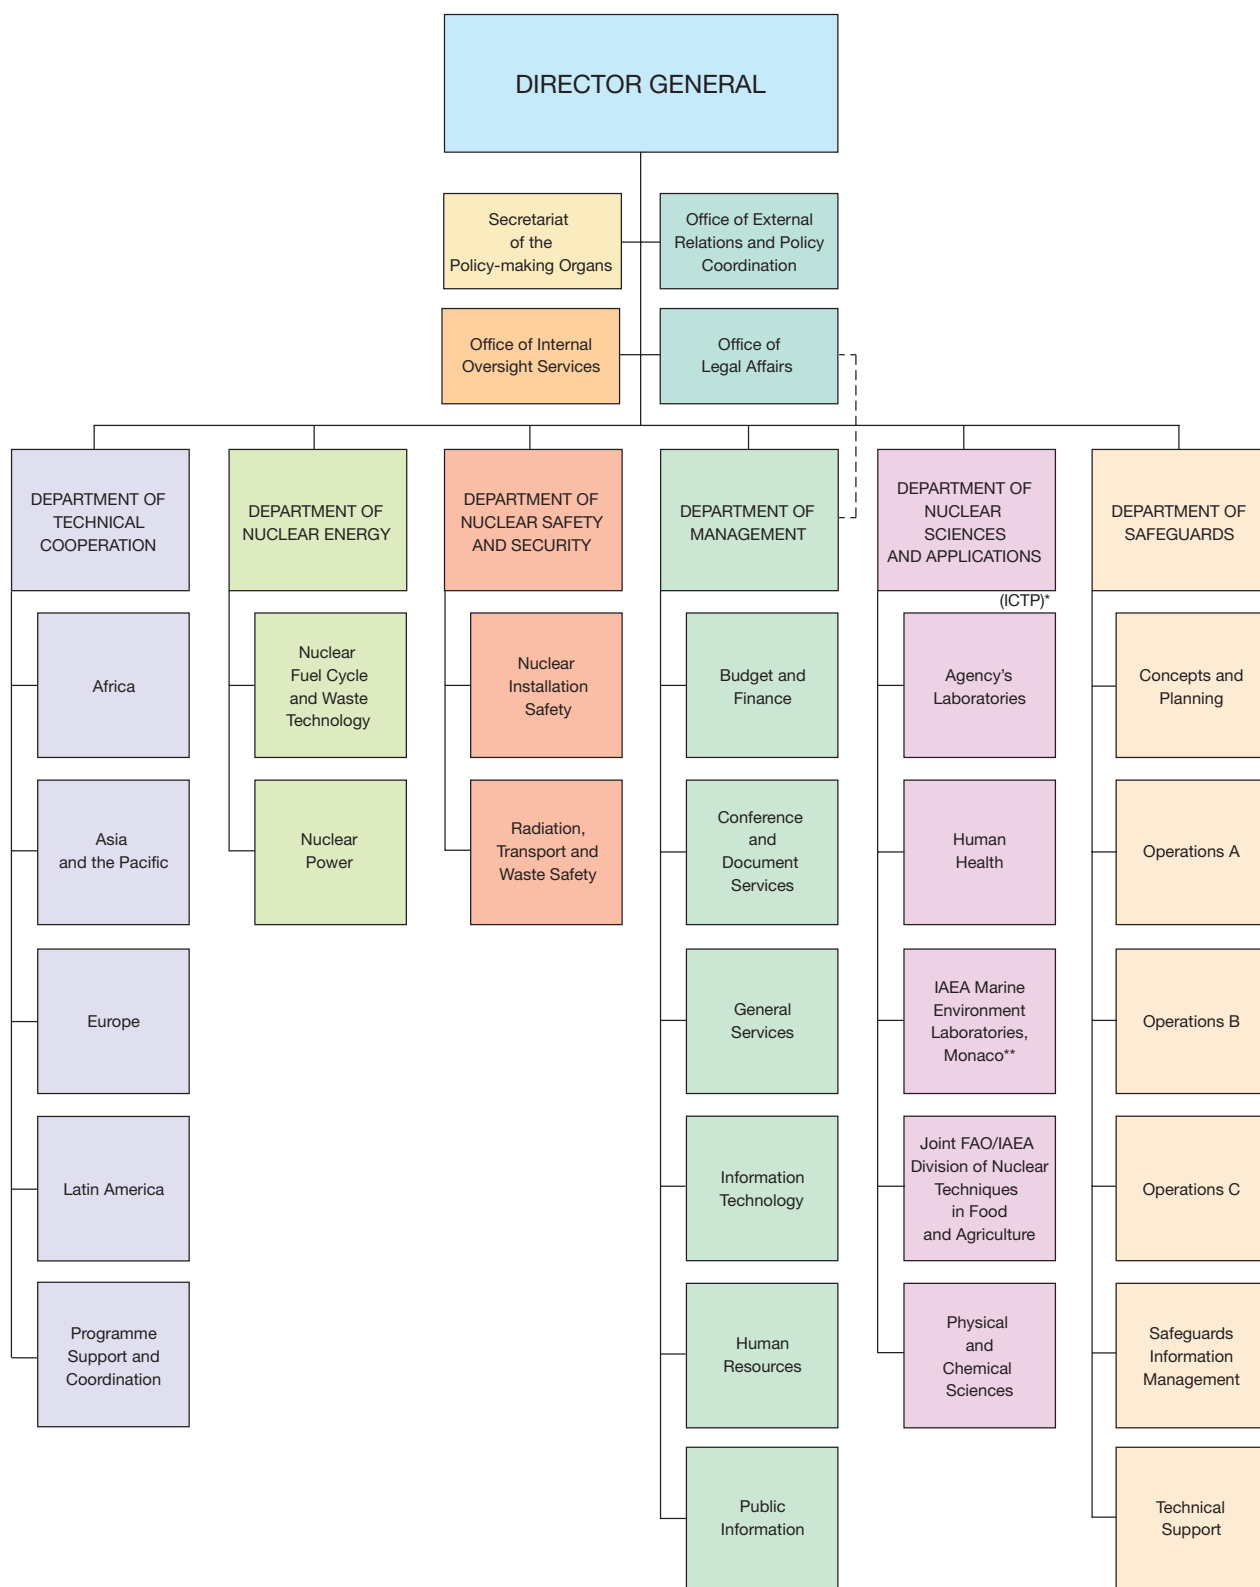 DIRECTOR GENERAL
Secretariat
of the
Policy-making Organs
Office of External
Relations and Policy
Coordination
Office of Internal
Oversight Services
Office of
Legal Affairs
DEPARTMENT OF
TECHNICAL
COOPERATION
Africa
Asia
and the Pacific
Europe
Latin America
Programme
Support and
Coordination
DEPARTMENT OF
NUCLEAR ENERGY
Nuclear
Fuel Cycle
and Waste
Technology
Nuclear
Power
DEPARTMENT OF
NUCLEAR SAFETY
AND SECURITY
Nuclear
Installation
Safety
Radiation,
Transport and
Waste Safety
DEPARTMENT OF
MANAGEMENT
Budget and
Finance
Conference
and
Document
Services
General
Services
Information
Technology
Human
Resources
Public
Information
DEPARTMENT OF
NUCLEAR
SCIENCES
AND APPLICATIONS
(ICTP)*
Agency’s
Laboratories
Human
Health
IAEA Marine
Environment
Laboratories,
Monaco**
Joint FAO/IAEA
Division of Nuclear
Techniques
in Food
and Agriculture
Physical
and
Chemical
Sciences
DEPARTMENT OF
SAFEGUARDS
Concepts and
Planning
Operations A
Operations B
Operations C
Safeguards
Information
Management
Technical
Support